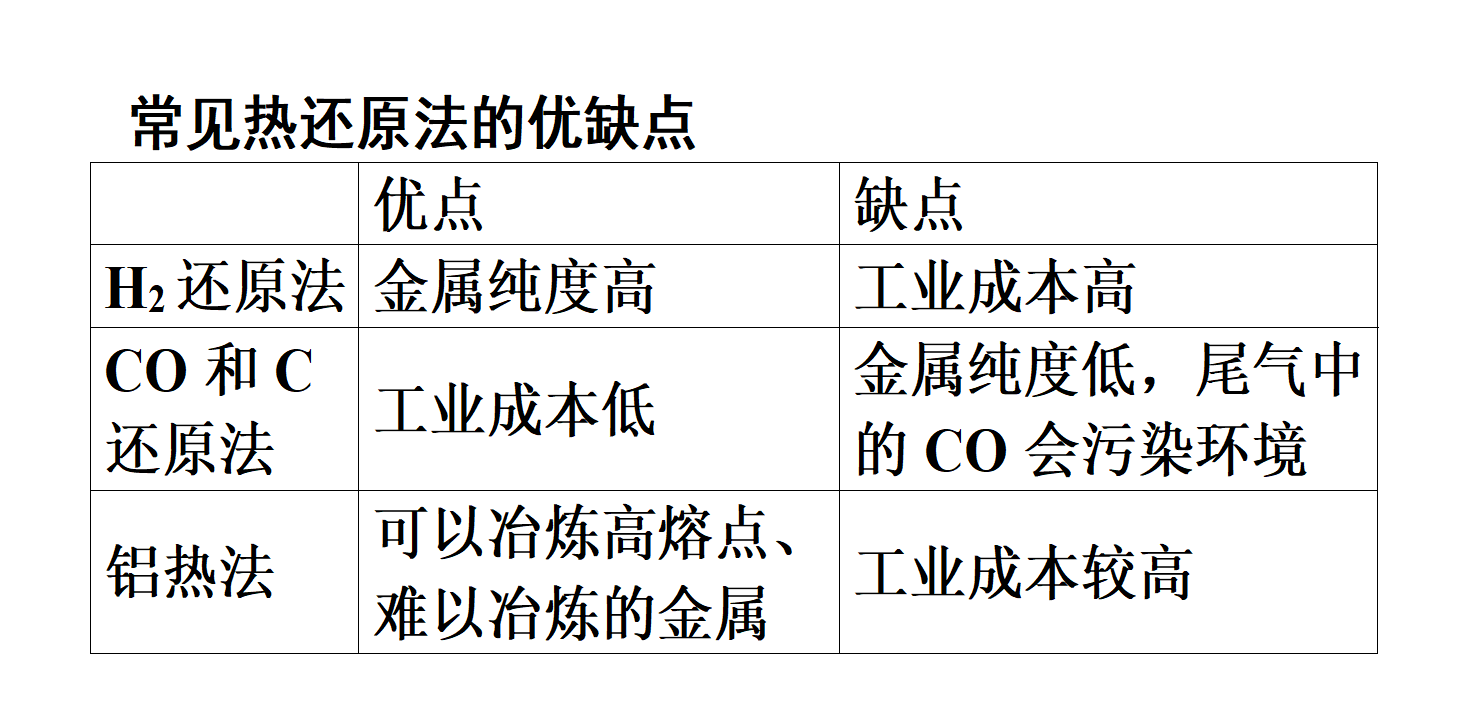 常见热还原法的优缺点
优点 缺点
H₂还原法 金属纯度高 工业成本高
CO 和 C
还原法
工业成本低
金属纯度低，尾气中
的 CO 会污染环境
铝热法
可以冶炼高熔点、
难以冶炼的金属
工业成本较高